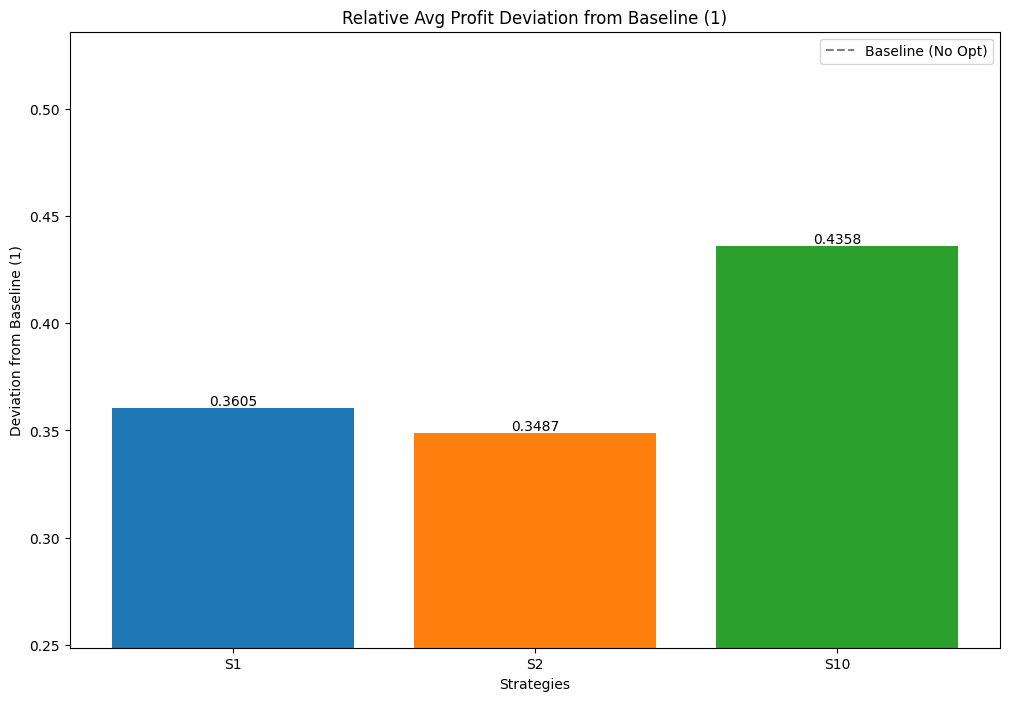 Relative Avg Profit Deviation from Baseline (1)
Baseline (No Opt)
Deviation from Baseline (1)
0.50
0.45
0.40
0.35
0.30
0.25
0.3605
0.3487
0.4358
S1
S2
S10
Strategies